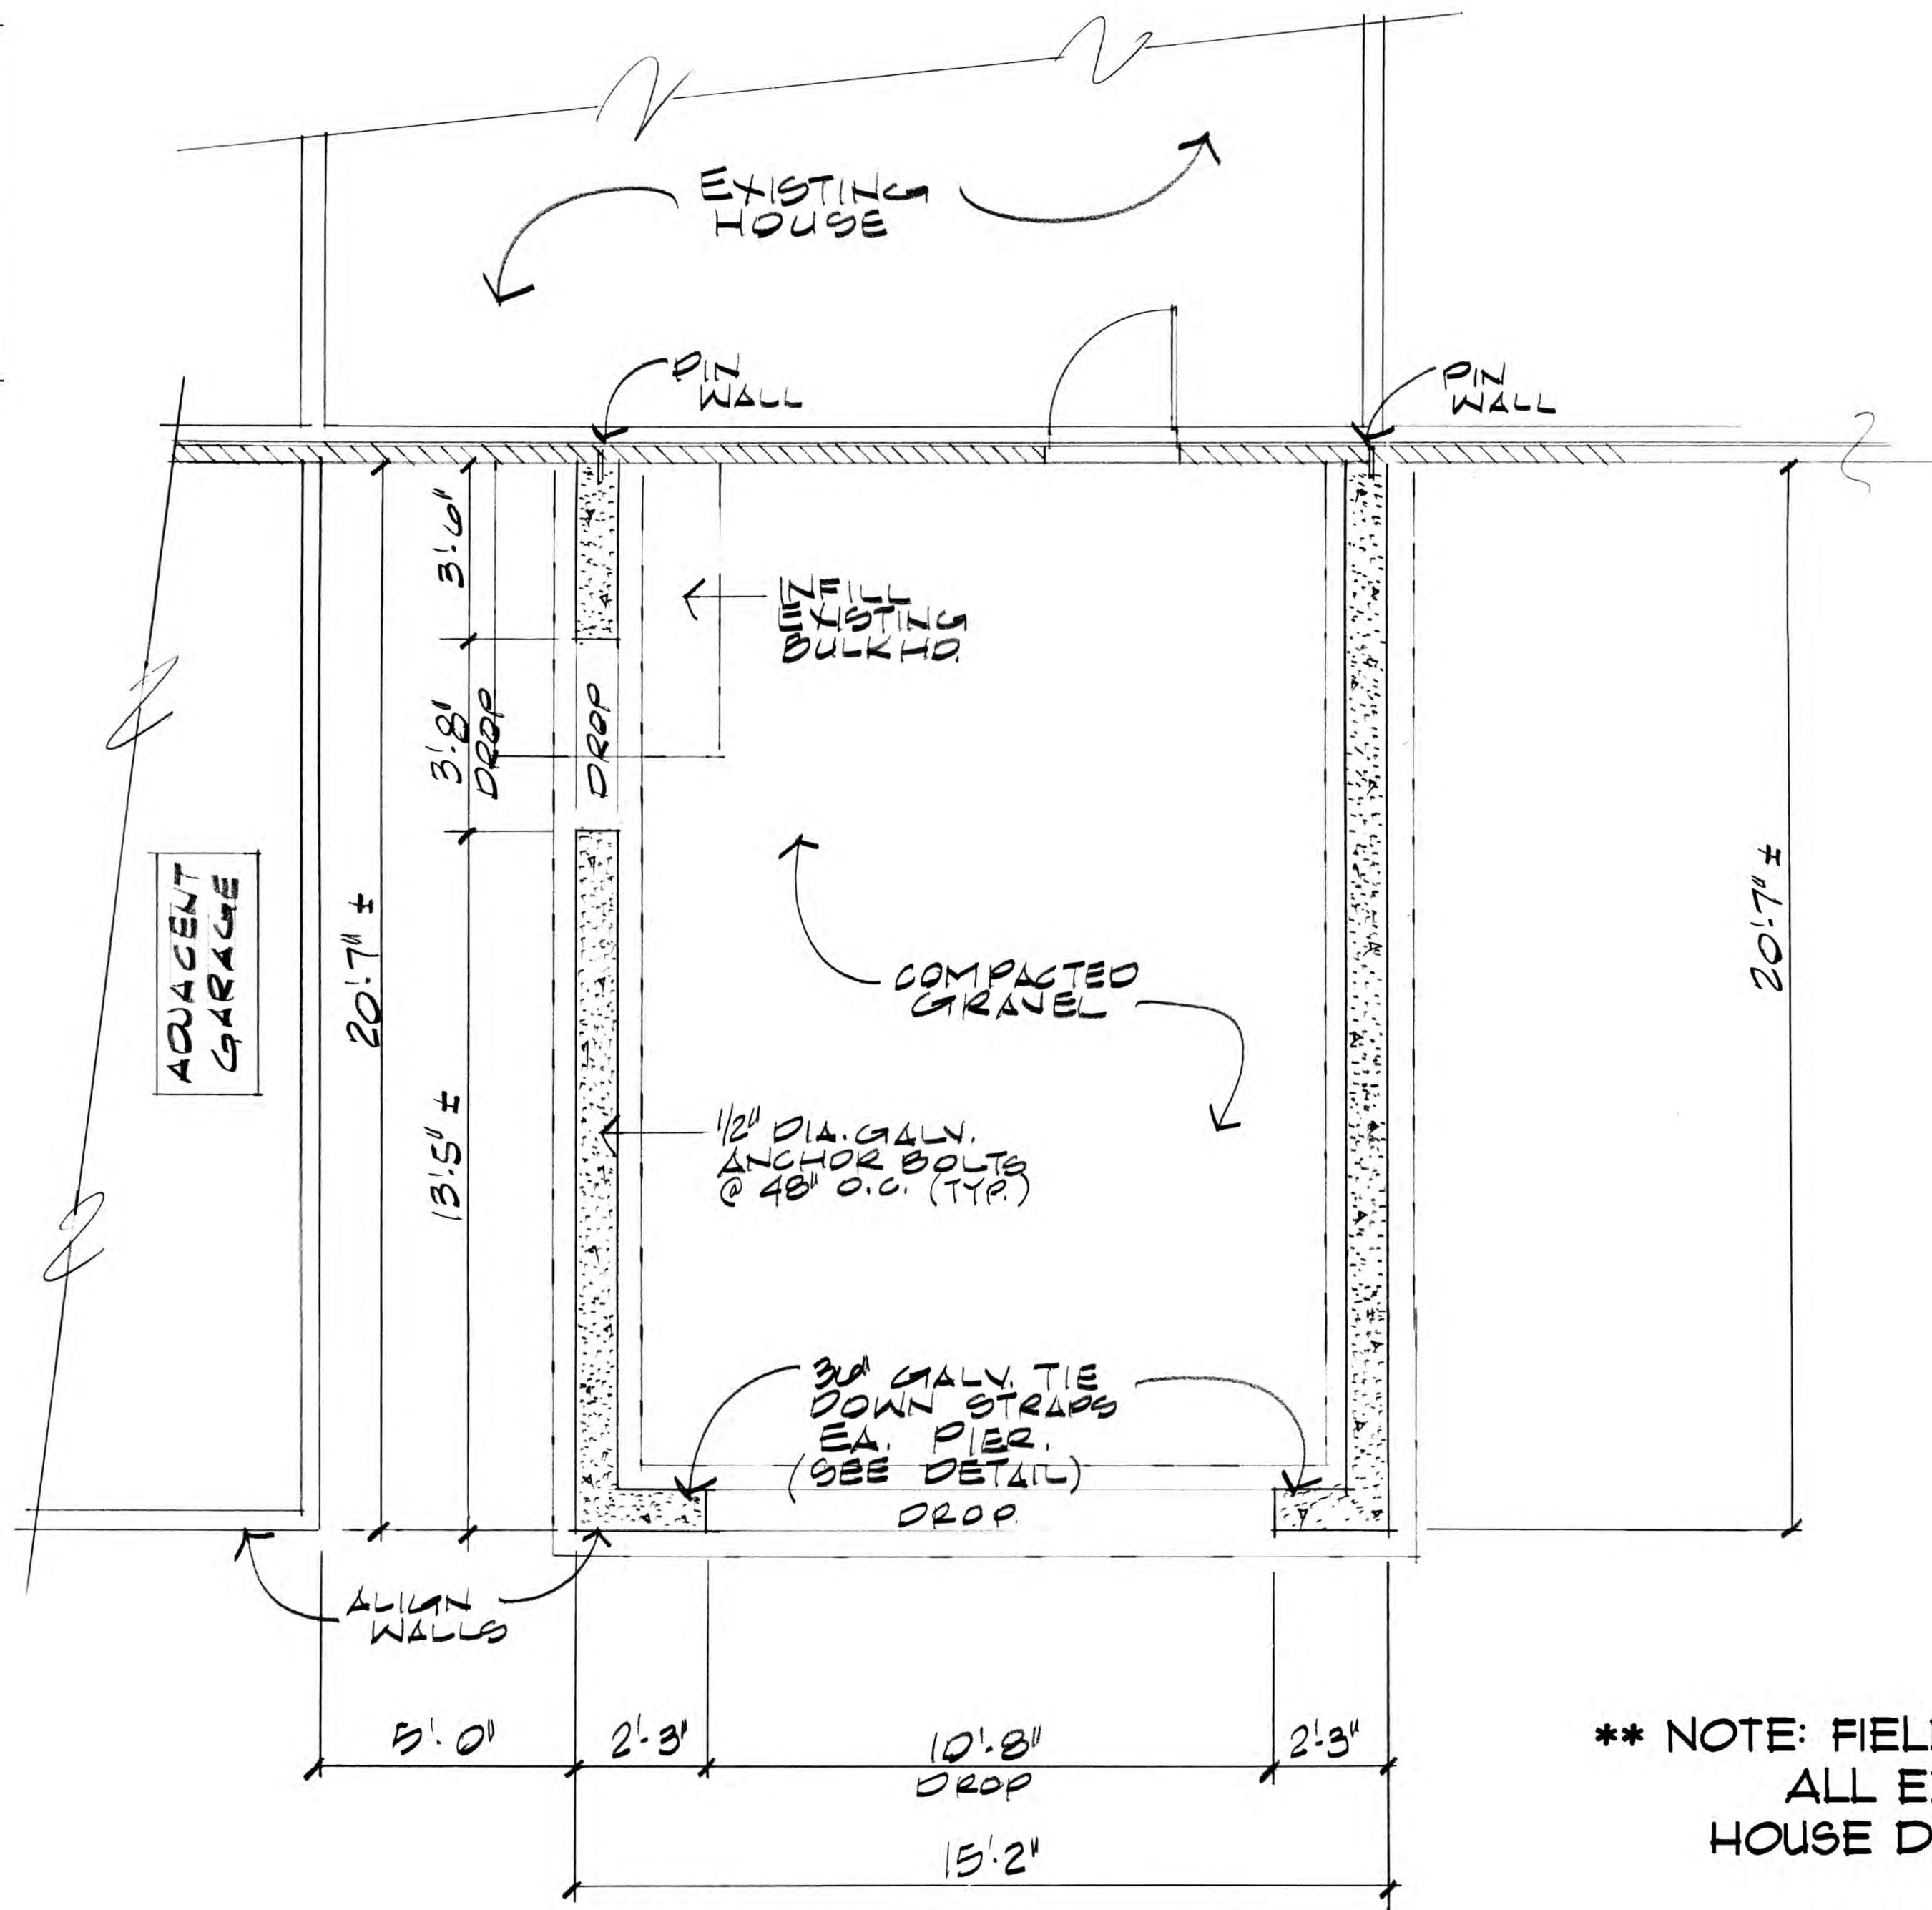 EXISTING
HOUSE
PIN
WALL
PIN
WALL
3'-6"
INFILL
EXISTING
BULKHD.
3'-8"
DROP
DROP
ADJACENT
GARAGE
20'-7" ±
20'-7" ±
COMPACTED
GRAVEL
13'-5" ±
1/2" DIA. GALV.
ANCHOR BOLTS
@ 48" O.C. (TYP.)
36" GALV. TIE
DOWN STRAPS
EA. PIER.
(SEE DETAIL)
DROP
ALIGN
WALLS
5'-0"
2'-3"
10'-8"
DROP
2'-3"
15'-2"
** NOTE: FIEL
ALL E
HOUSE D